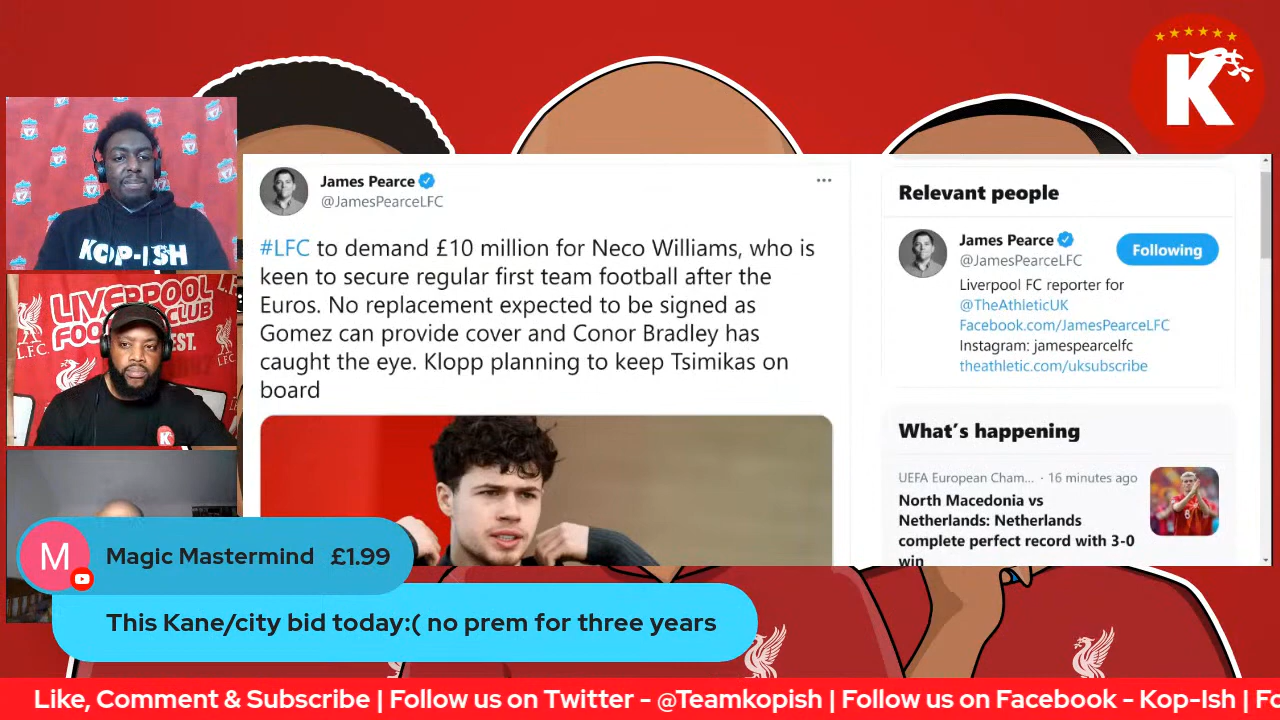 K
KOP-ISH
LIVERPOOL
FOOTBALL CLUB
EST.
L.F.C.
LFC
K
James Pearce
@JamesPearceLFC
#LFC to demand £10 million for Neco Williams, who is
keen to secure regular first team football after the
Euros. No replacement expected to be signed as
Gomez can provide cover and Conor Bradley has
caught the eye. Klopp planning to keep Tsimikas on
board
Relevant people
James Pearce
@JamesPearceLFC
Following
Liverpool FC reporter for
@TheAthleticUK
Facebook.com/JamesPearceLFC
Instagram: jamespearcelfc
theathletic.com/uksubscribe
What's happening
UEFA European Cham... · 16 minutes ago
North Macedonia vs
Netherlands: Netherlands
complete perfect record with 3-0
win
M
Magic Mastermind £1.99
This Kane/city bid today:( no prem for three years
Like, Comment & Subscribe | Follow us on Twitter - @Teamkopish | Follow us on Facebook - Kop-Ish | Fo